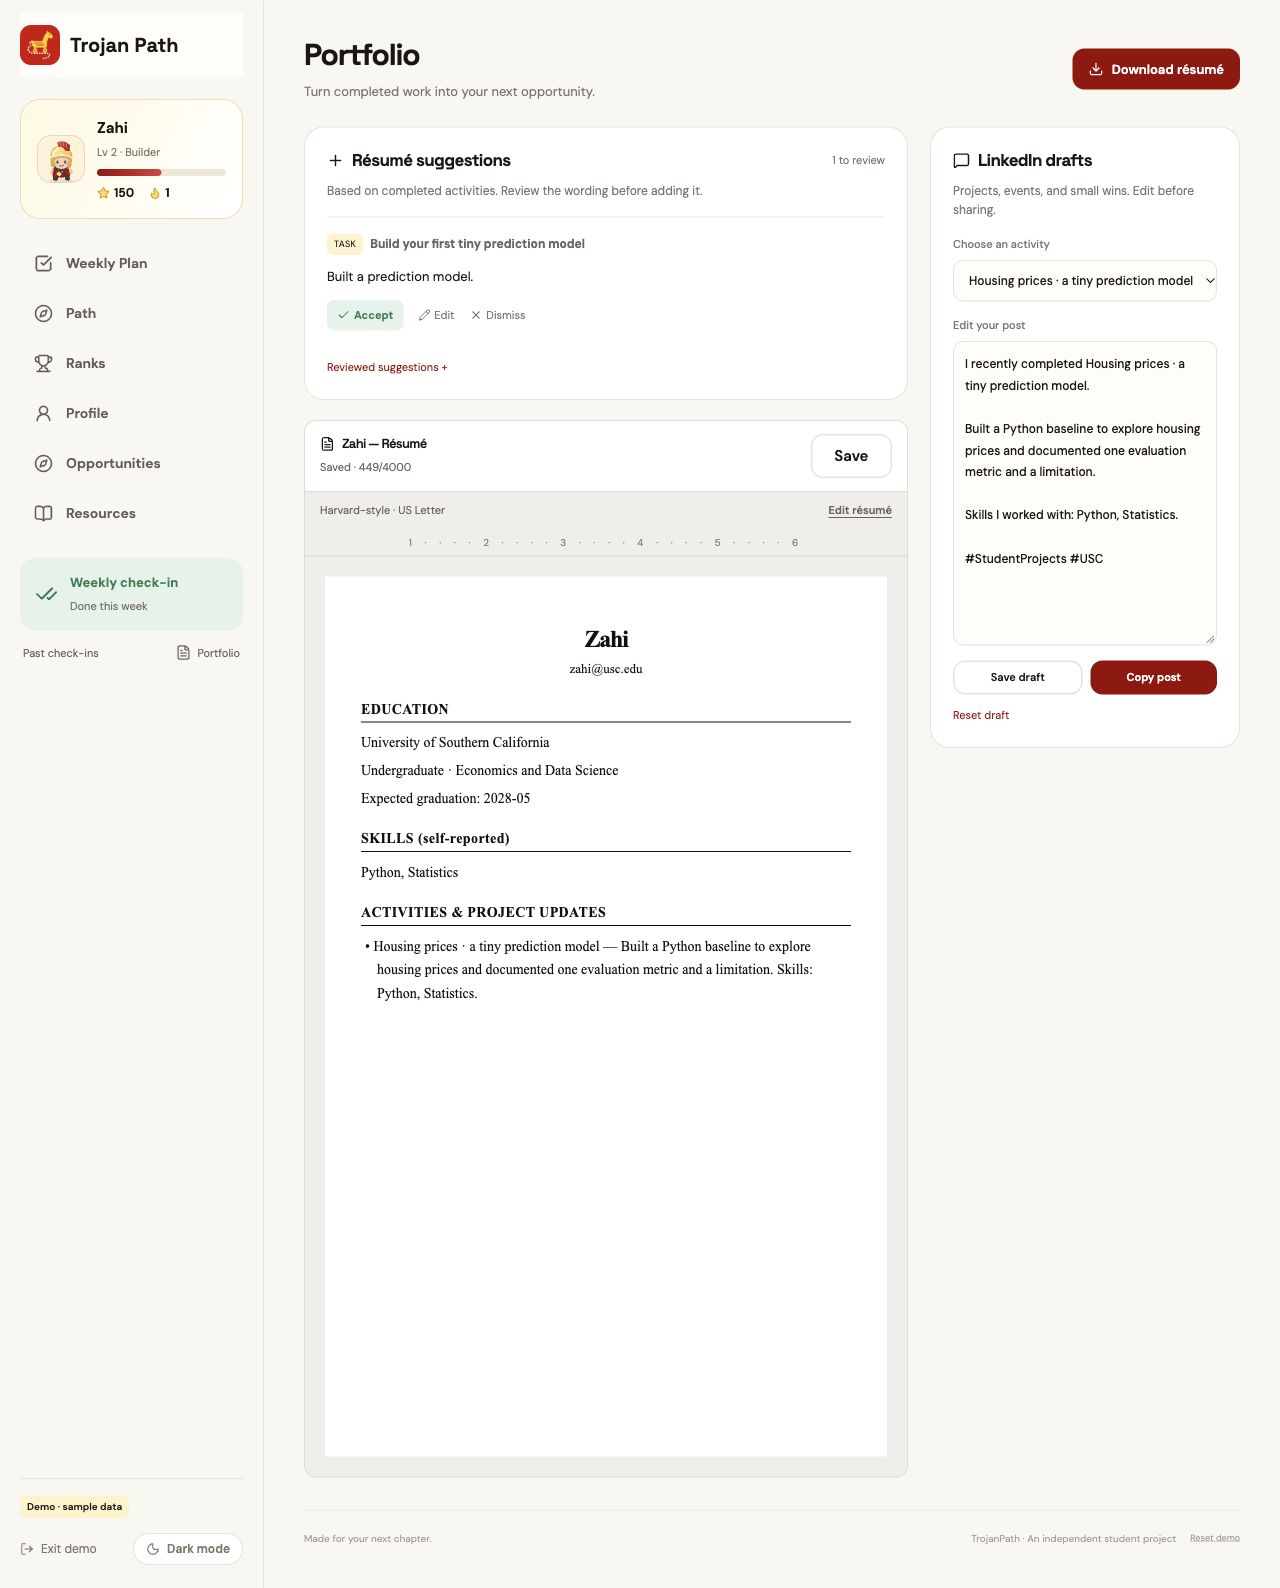 Trojan Path
Zahi
Lv 2 · Builder
150 1
Weekly Plan
Path
Ranks
Profile
Opportunities
Resources
Weekly check-in
Done this week
Past check-ins
Portfolio
Demo · sample data
Exit demo
Dark mode
Portfolio
Turn completed work into your next opportunity.
Download résumé
Résumé suggestions
1 to review
Based on completed activities. Review the wording before adding it.
TASK Build your first tiny prediction model
Built a prediction model.
Accept Edit Dismiss
Reviewed suggestions +
Zahi — Résumé
Saved · 449/4000
Save
Harvard-style · US Letter
Edit résumé
1 · · · · 2 · · · · 3 · · · · 4 · · · · 5 · · · · 6
Zahi
zahi@usc.edu
EDUCATION
University of Southern California
Undergraduate · Economics and Data Science
Expected graduation: 2028-05
SKILLS (self-reported)
Python, Statistics
ACTIVITIES & PROJECT UPDATES
• Housing prices · a tiny prediction model — Built a Python baseline to explore
housing prices and documented one evaluation metric and a limitation. Skills:
Python, Statistics.
LinkedIn drafts
Projects, events, and small wins. Edit before
sharing.
Choose an activity
Housing prices · a tiny prediction model
Edit your post
I recently completed Housing prices · a
tiny prediction model.
Built a Python baseline to explore housing
prices and documented one evaluation
metric and a limitation.
Skills I worked with: Python, Statistics.
#StudentProjects #USC
Save draft
Copy post
Reset draft
Made for your next chapter.
TrojanPath · An independent student project
Reset demo